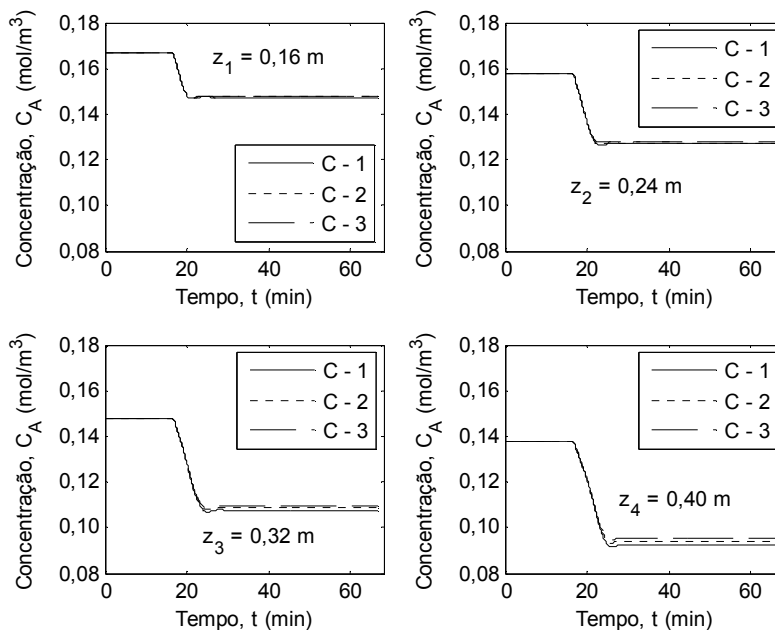 0,18
0,16
0,14
0,12
0,10
0,08
0 20 40 60
Concentração, C_A (mol/m³)
Tempo, t (min)
z₁ = 0,16 m
C - 1
C - 2
C - 3
0,18
0,16
0,14
0,12
0,10
0,08
0 20 40 60
Concentração, C_A (mol/m³)
Tempo, t (min)
C - 1
C - 2
C - 3
z₂ = 0,24 m
0,18
0,16
0,14
0,12
0,10
0,08
0 20 40 60
Concentração, C_A (mol/m³)
Tempo, t (min)
C - 1
C - 2
C - 3
z₃ = 0,32 m
0,18
0,16
0,14
0,12
0,10
0,08
0 20 40 60
Concentração, C_A (mol/m³)
Tempo, t (min)
C - 1
C - 2
C - 3
z₄ = 0,40 m